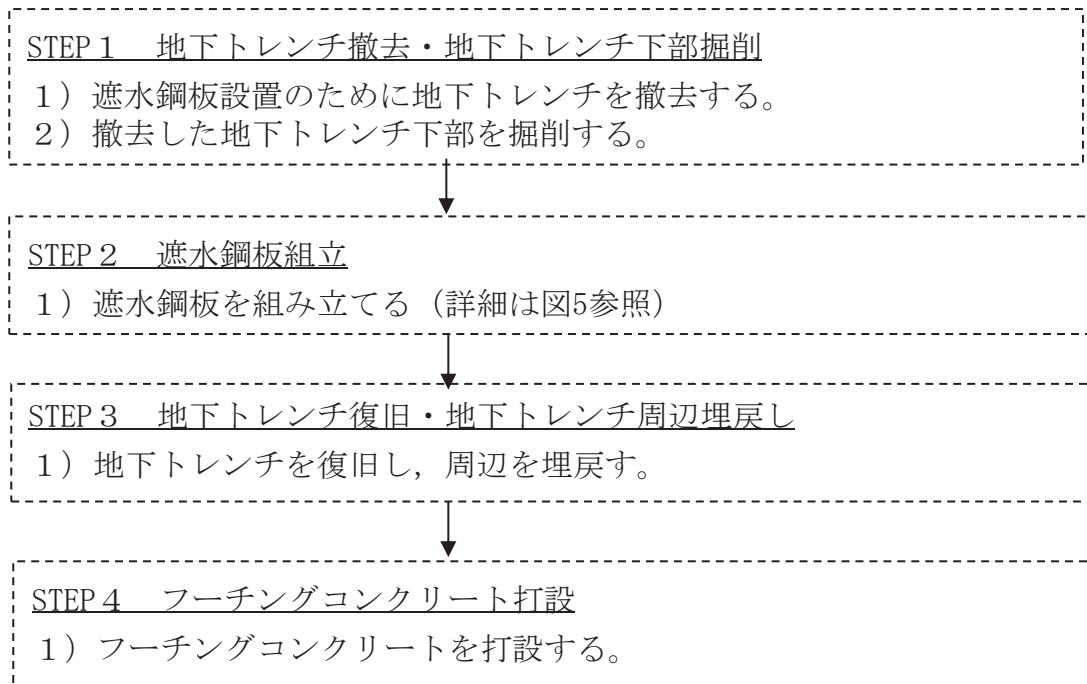 STEP１　地下トレンチ撤去・地下トレンチ下部掘削
１）遮水鋼板設置のために地下トレンチを撤去する。
２）撤去した地下トレンチ下部を掘削する。
STEP２　遮水鋼板組立
１）遮水鋼板を組み立てる（詳細は図5参照）
STEP３　地下トレンチ復旧・地下トレンチ周辺埋戻し
１）地下トレンチを復旧し，周辺を埋戻す。
STEP４　フーチングコンクリート打設
１）フーチングコンクリートを打設する。